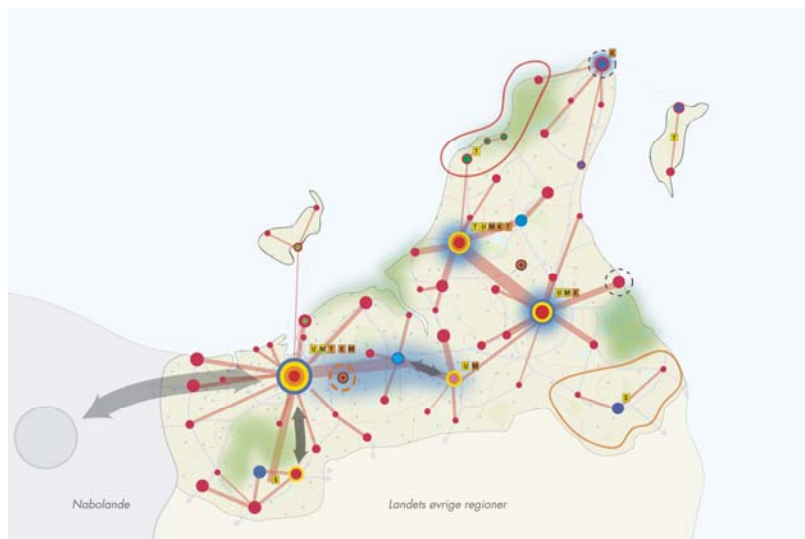 K
T
T
T U M E T
U M E
U M T E M
U M
S
S
Nabolande
Landets øvrige regioner